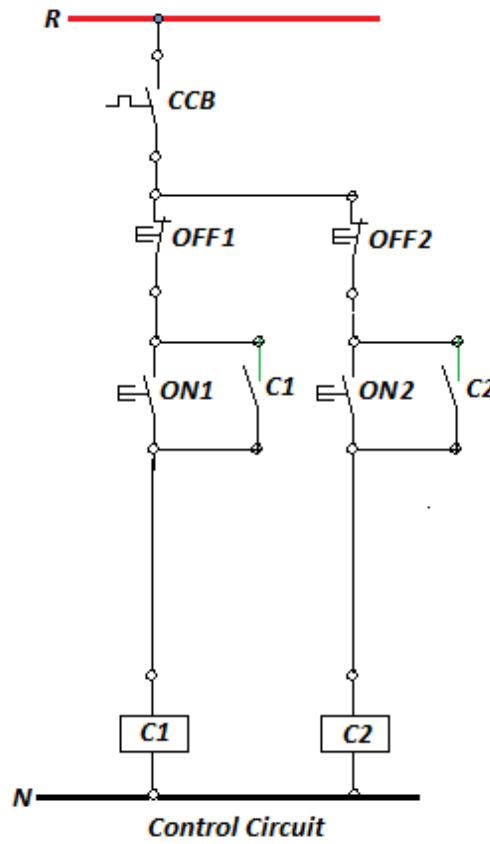 R
CCB
OFF1 OFF2
ON1 C1 ON2 C2
C1 C2
N
Control Circuit